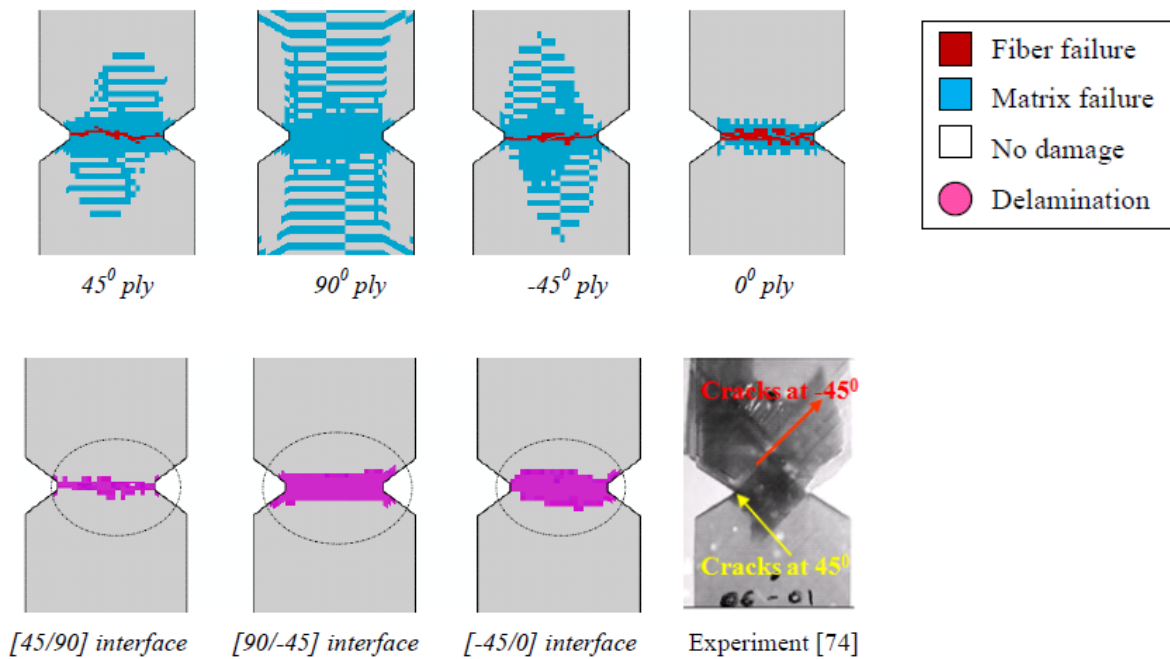 Fiber failure
Matrix failure
No damage
Delamination
45⁰ ply
90⁰ ply
-45⁰ ply
0⁰ ply
Cracks at -45⁰
Cracks at 45⁰
06-01
[45/90] interface
[90/-45] interface
[-45/0] interface
Experiment [74]